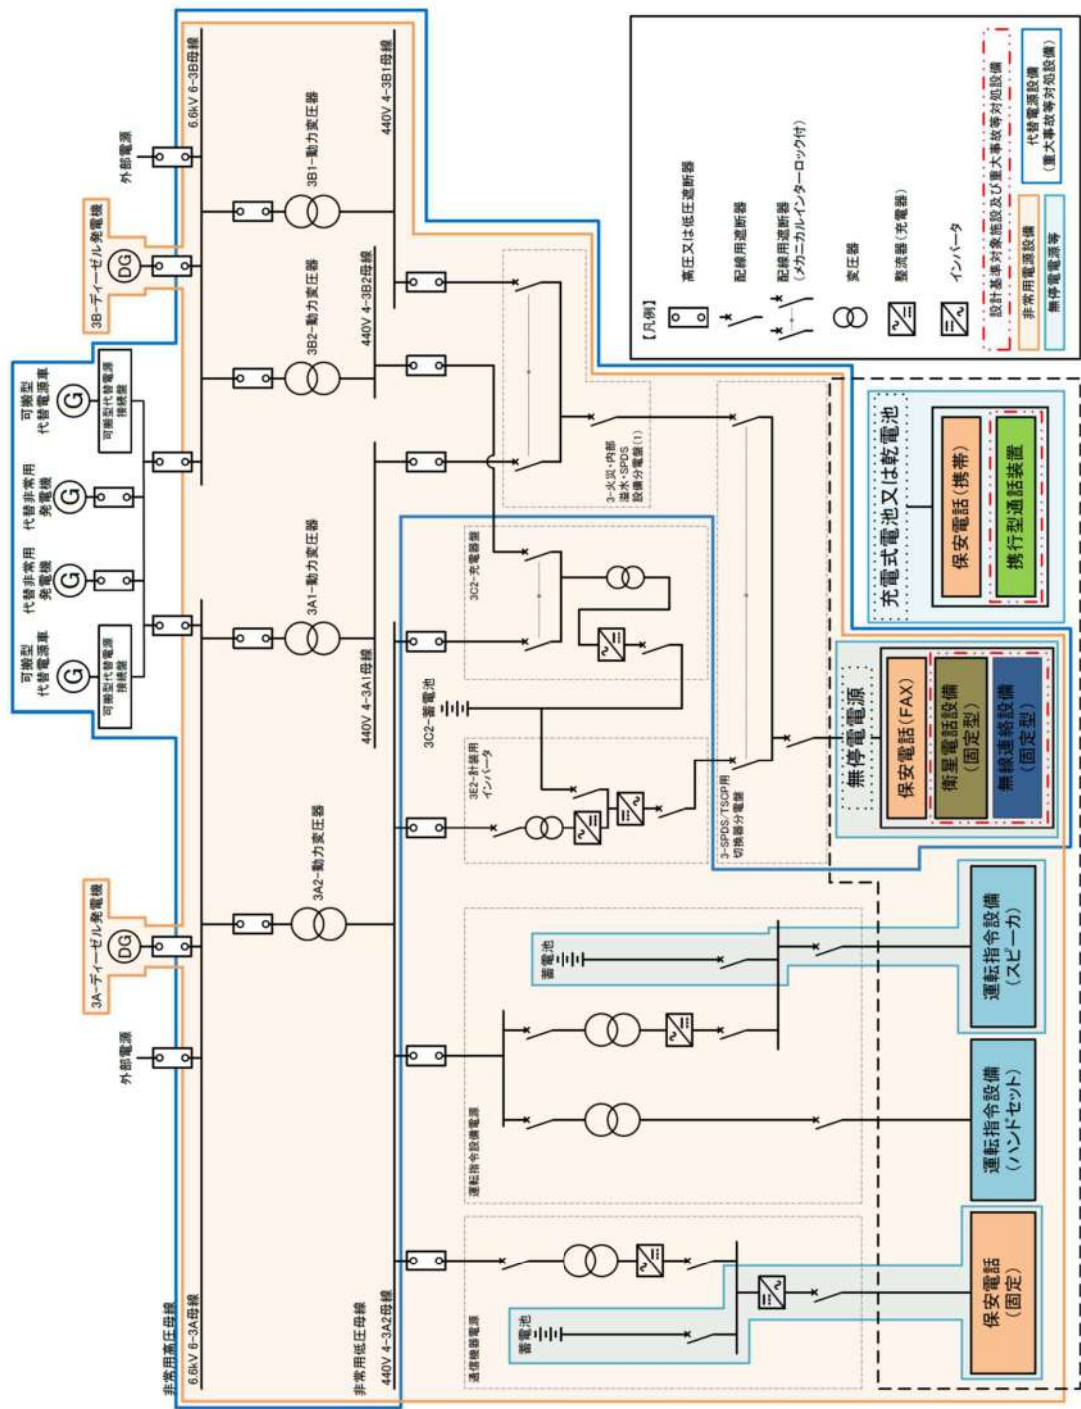 外部電源
3A-ディーゼル発電機
DG
可搬型
代替電源車
G
可搬型代替電源
接続盤
代替非常用
発電機
G
代替非常用
発電機
G
可搬型
代替電源車
G
可搬型代替電源
接続盤
3B-ディーゼル発電機
DG
外部電源
非常用高圧母線
6.6kV 6-3A母線
6.6kV 6-3B母線
3A2-動力変圧器
3A1-動力変圧器
3B2-動力変圧器
3B1-動力変圧器
非常用低圧母線
440V 4-3A2母線
440V 4-3A1母線
440V 4-3B2母線
440V 4-3B1母線
通信機器電源
蓄電池
運転指令設備電源
蓄電池
3E2-計装用
インバータ
3C2-蓄電池
3C2-充電器盤
3-火災・内部
溢水・SPDS
設備分電盤(1)
3-SPDS/TSCP用
切換器分電盤
保安電話
(固定)
運転指令設備
(ハンドセット)
運転指令設備
(スピーカ)
無停電電源
保安電話(FAX)
衛星電話設備
(固定型)
無線連絡設備
(固定型)
充電式電池又は乾電池
保安電話(携帯)
携行型通話装置
【凡例】
高圧又は低圧遮断器
配線用遮断器
配線用遮断器
(メカニカルインターロック付)
変圧器
整流器(充電器)
インバータ
設計基準対象施設及び重大事故等対処設備
非常用電源設備
無停電電源等
代替電源設備
(重大事故等対処設備)